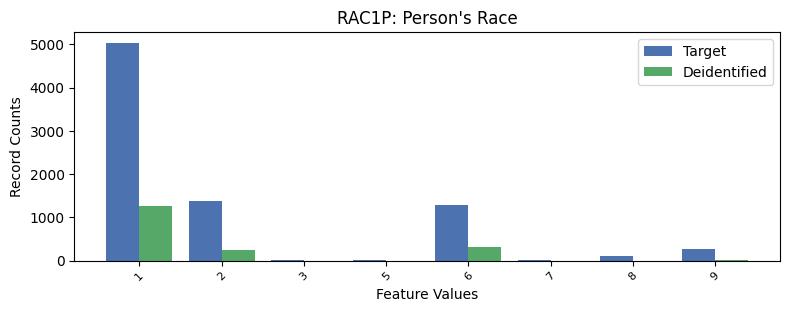 RAC1P: Person's Race
Target
Deidentified
Record Counts
5000
4000
3000
2000
1000
0
1 2 3 5 6 7 8 9
Feature Values